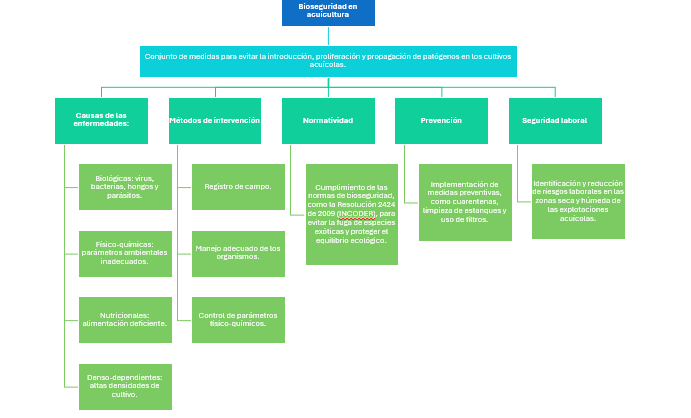 Bioseguridad en
acuicultura
Conjunto de medidas para evitar la introducción, proliferación y propagación de patógenos en los cultivos
acuícolas.
Causas de las
enfermedades:
Métodos de intervención
Normatividad
Prevención
Seguridad laboral
Biológicas: virus,
bacterias, hongos y
parásitos.
Físico-químicas:
parámetros ambientales
inadecuados.
Nutricionales:
alimentación deficiente.
Denso-dependientes:
altas densidades de
cultivo.
Registro de campo.
Manejo adecuado de los
organismos.
Control de parámetros
físico-químicos.
Cumplimiento de las
normas de bioseguridad,
como la Resolución 2424
de 2009 (INCODER), para
evitar la fuga de especies
exóticas y proteger el
equilibrio ecológico.
Implementación de
medidas preventivas,
como cuarentenas,
limpieza de estanques y
uso de filtros.
Identificación y reducción
de riesgos laborales en las
zonas seca y húmeda de
las explotaciones
acuícolas.